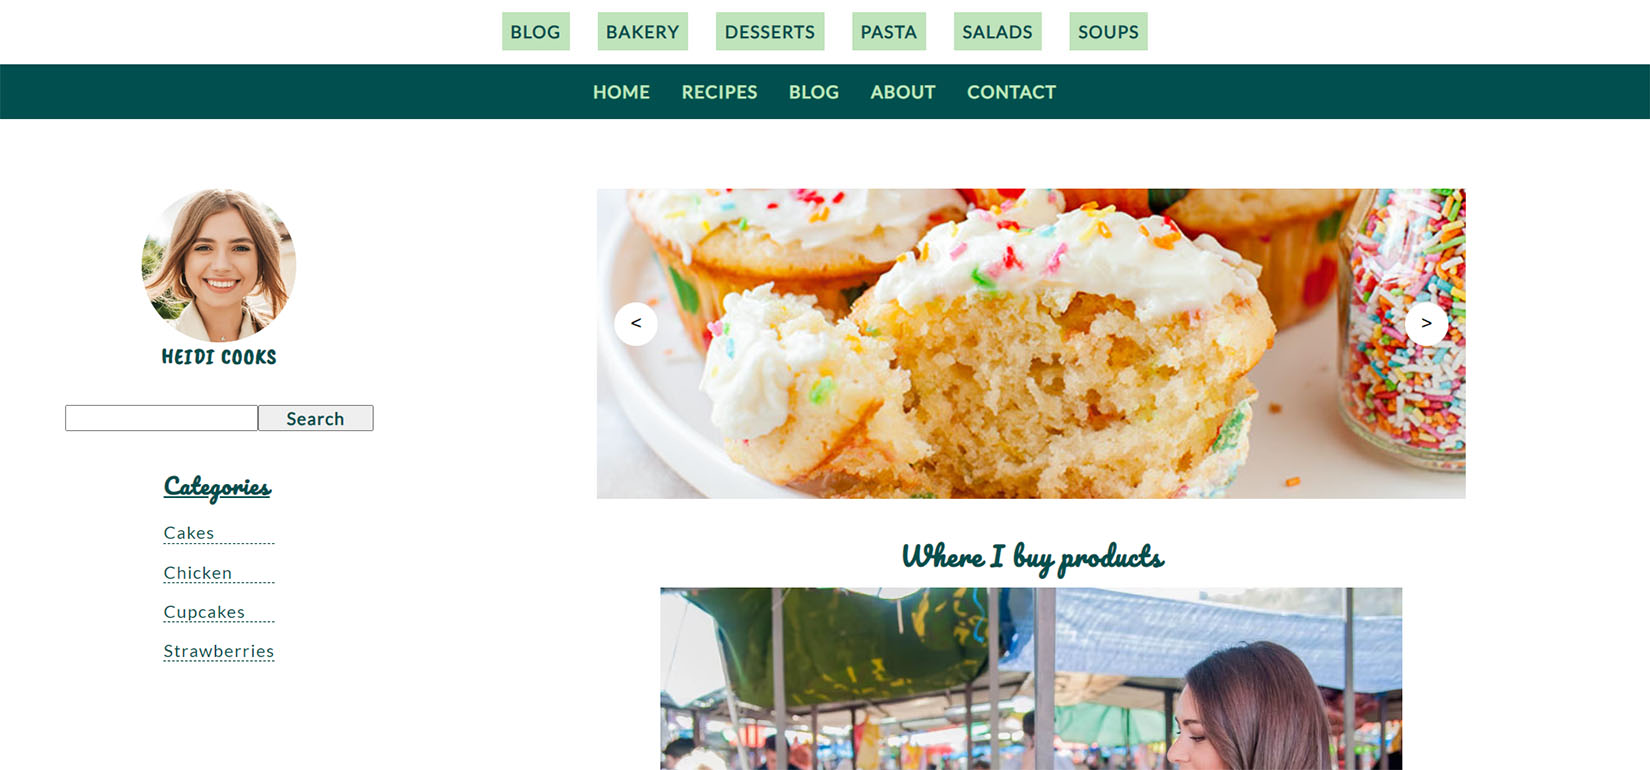 BLOG BAKERY DESSERTS PASTA SALADS SOUPS
HOME RECIPES BLOG ABOUT CONTACT
HEIDI COOKS
Search
Categories
Cakes
Chicken
Cupcakes
Strawberries
< >
Where I buy products